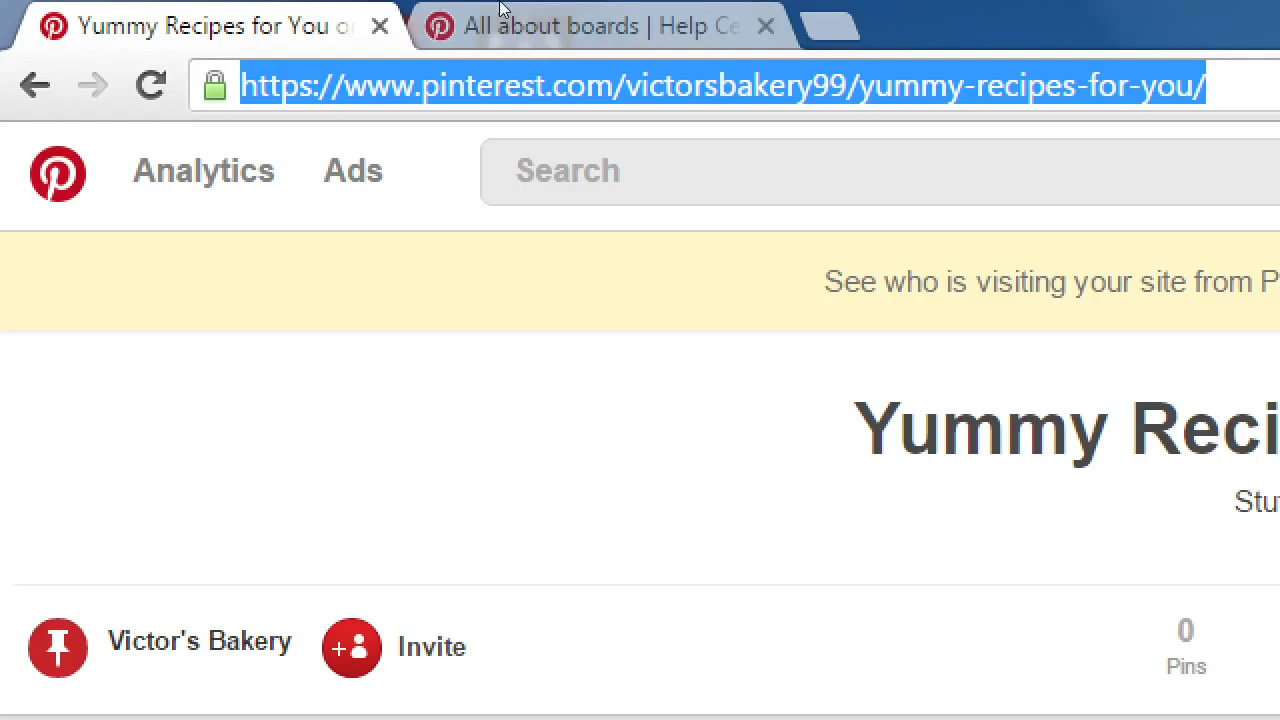 Yummy Recipes for You o
All about boards | Help Ce
https://www.pinterest.com/victorsbakery99/yummy-recipes-for-you/
Analytics
Ads
Search
See who is visiting your site from P
Yummy Reci
Stu
Victor's Bakery
Invite
0
Pins